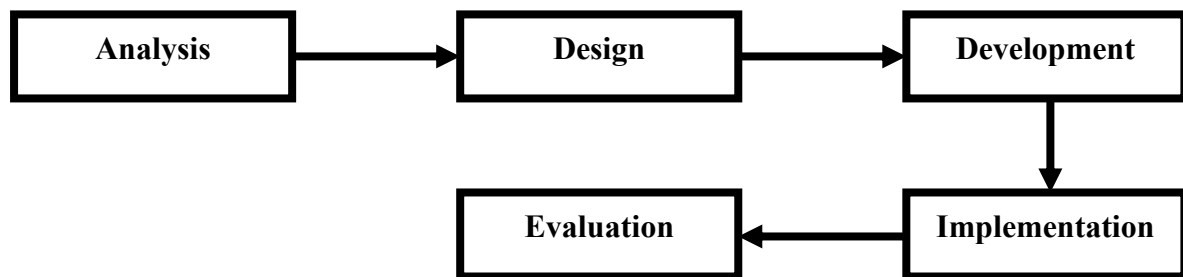 Analysis
Design
Development
Implementation
Evaluation